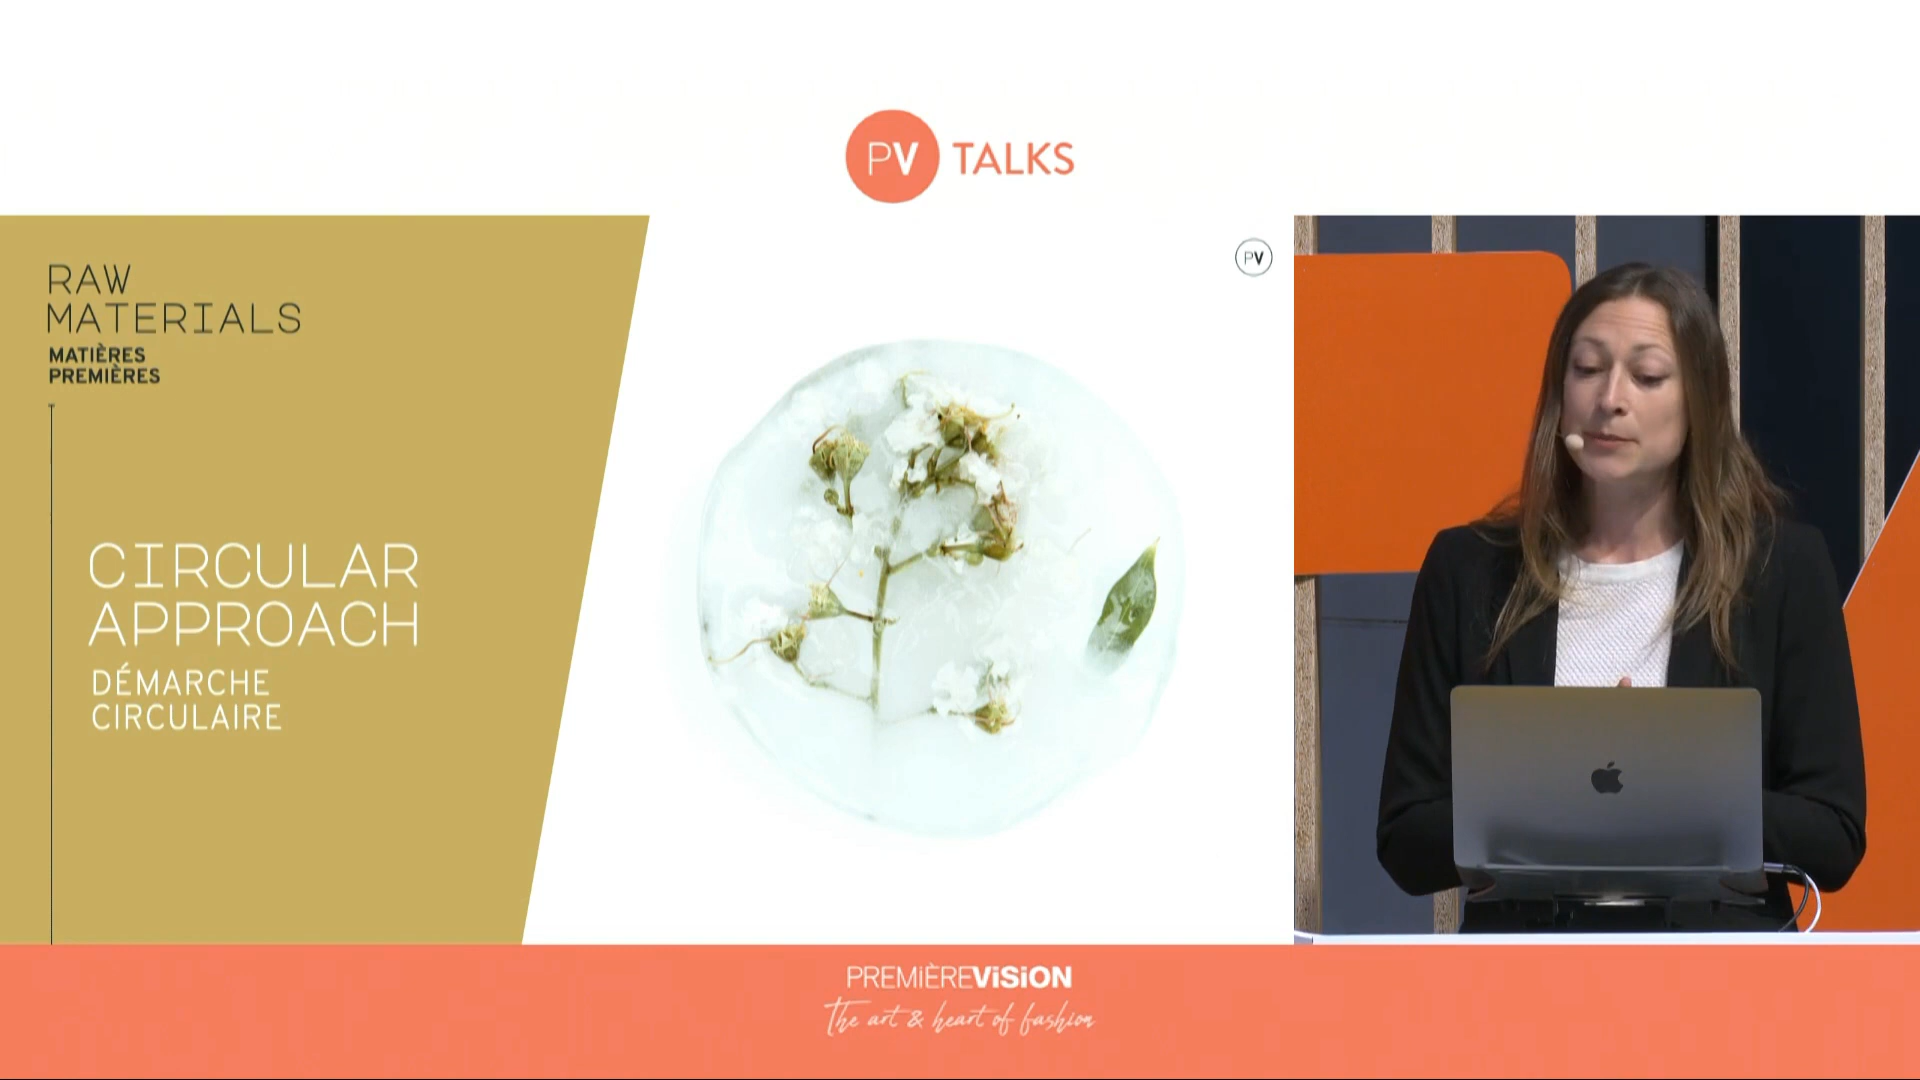 PV TALKS
RAW
MATERIALS
MATIÈRES
PREMIÈRES
CIRCULAR
APPROACH
DÉMARCHE
CIRCULAIRE
PV
PREMIÈREViSiON
The art & heart of fashion